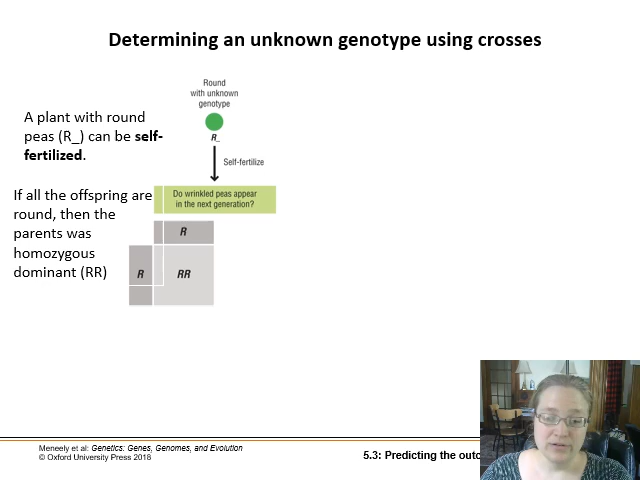 Determining an unknown genotype using crosses
Round
with unknown
genotype
A plant with round
peas (R_) can be self-
fertilized.
R_
Self-fertilize
If all the offspring are
round, then the
parents was
homozygous
dominant (RR)
Do wrinkled peas appear
in the next generation?
R
R
RR
Meneely et al: Genetics: Genes, Genomes, and Evolution
© Oxford University Press 2018
5.3: Predicting the